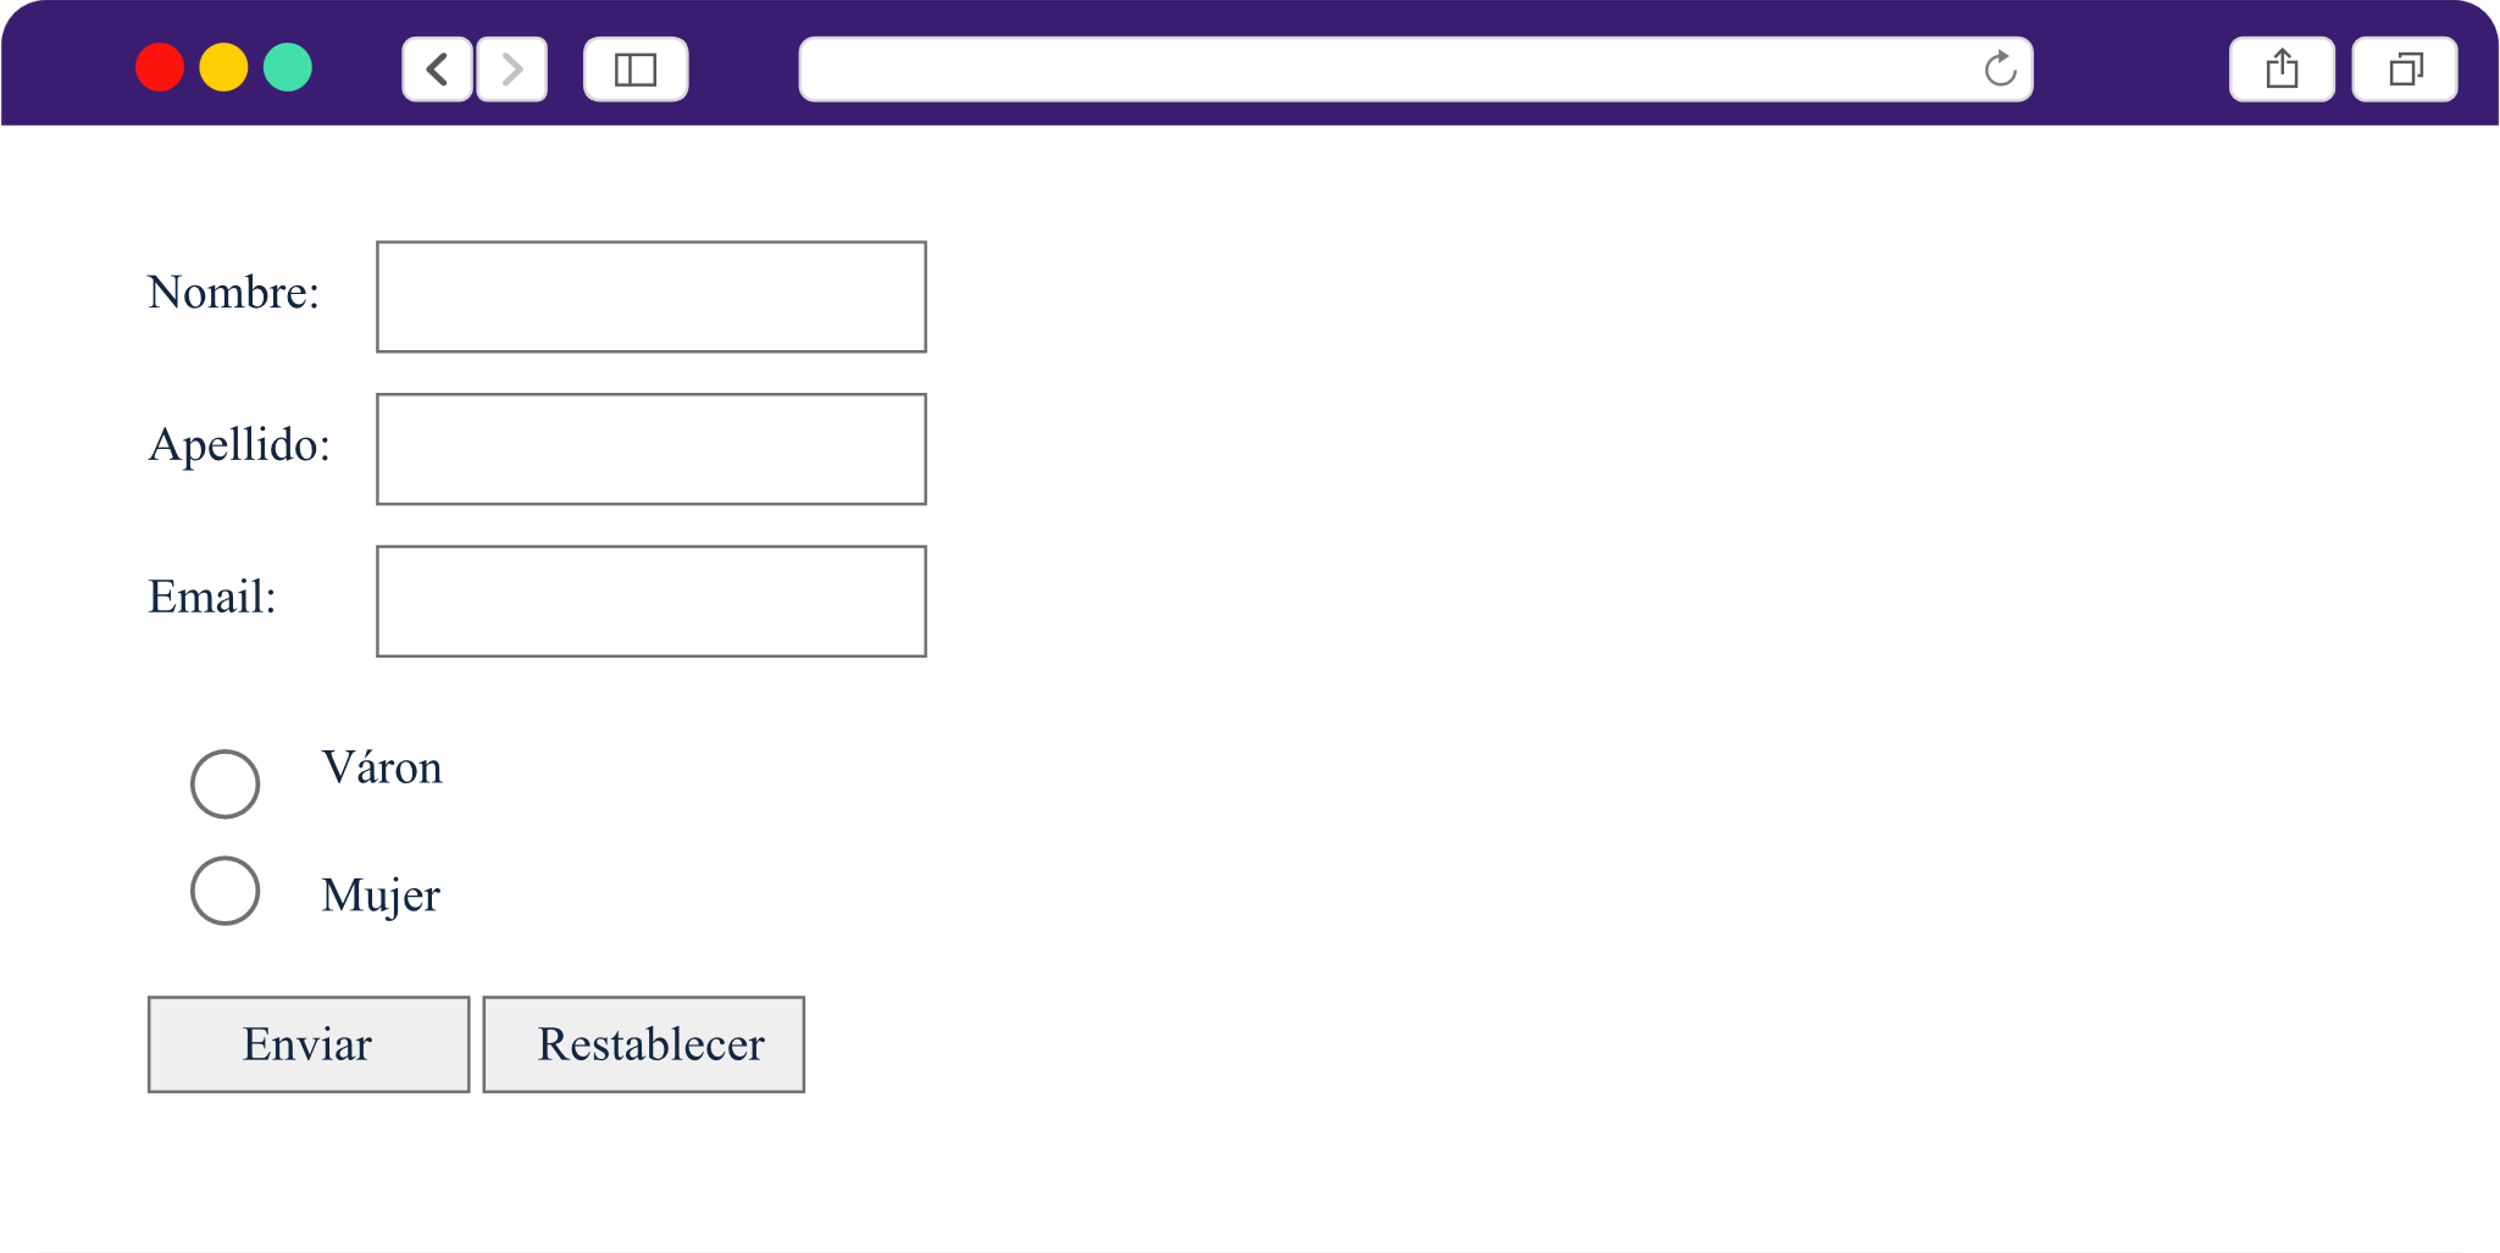 Nombre:
Apellido:
Email:
Váron
Mujer
Enviar
Restablecer